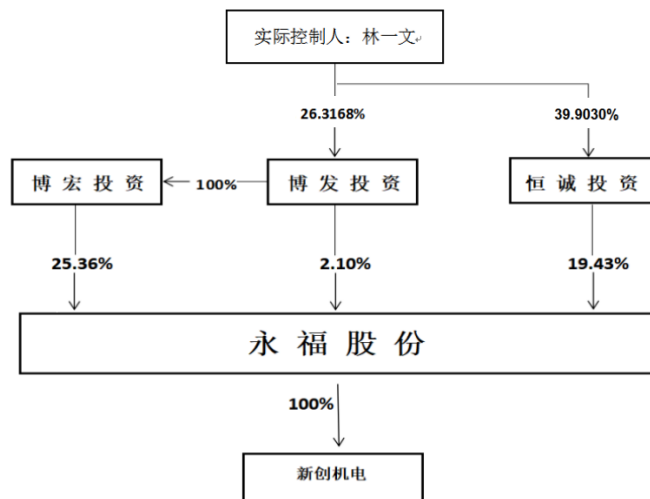 实际控制人：林一文
26.3168%
39.9030%
博宏投资
100%
博发投资
恒诚投资
25.36%
2.10%
19.43%
永福股份
100%
新创机电